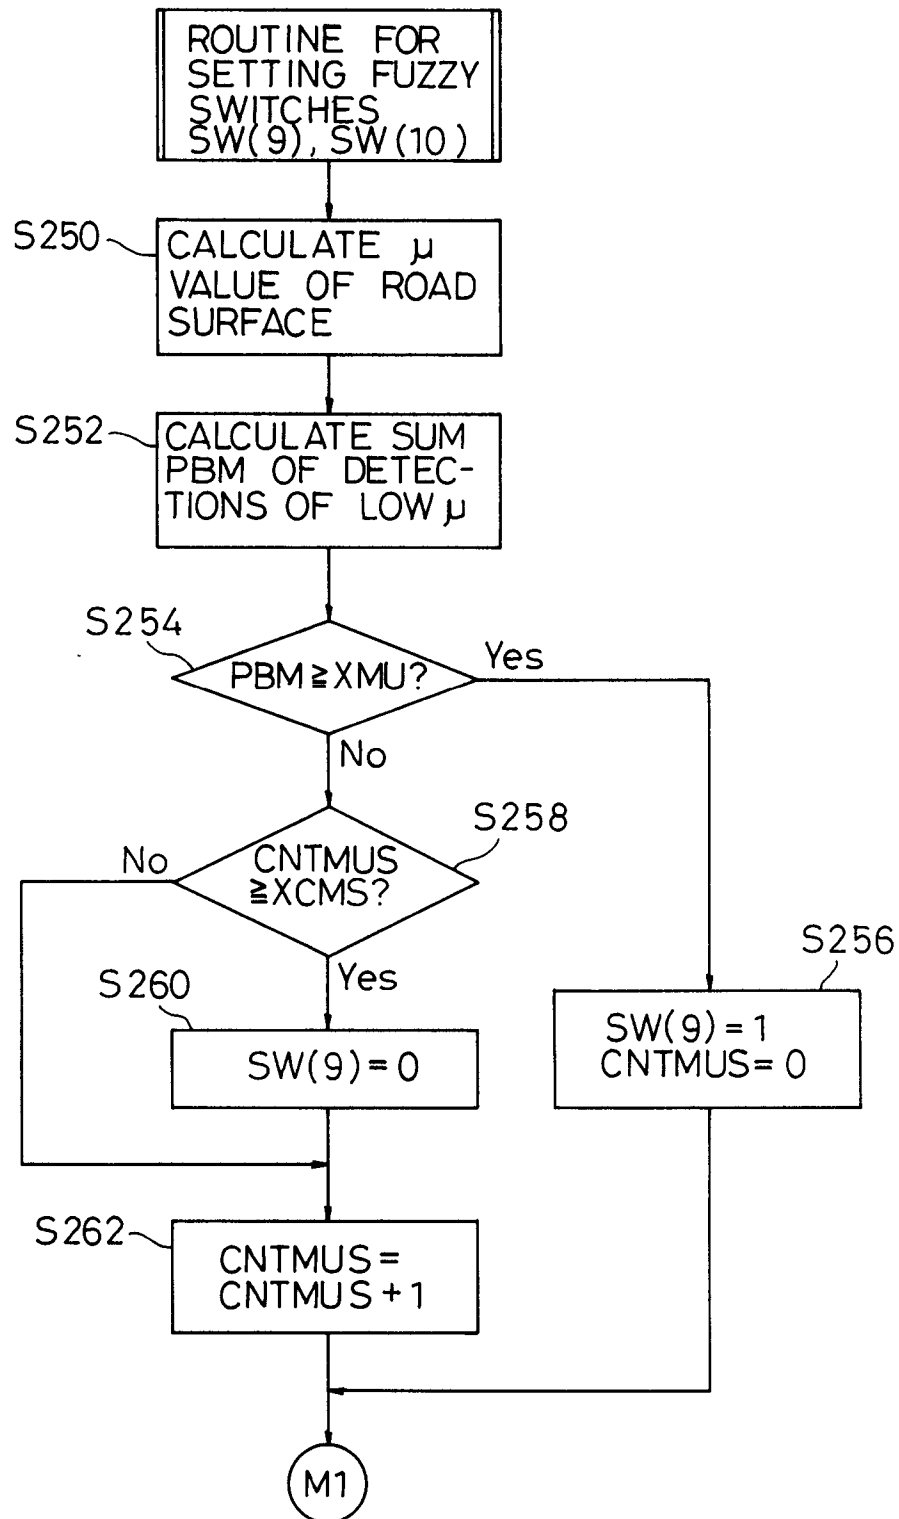 ROUTINE FOR
SETTING FUZZY
SWITCHES
SW(9), SW(10)
S250
CALCULATE μ
VALUE OF ROAD
SURFACE
S252
CALCULATE SUM
PBM OF DETEC-
TIONS OF LOW μ
S254
PBM ≧ XMU?
Yes
No
S258
CNTMUS
≧XCMS?
No
Yes
S256
SW(9) = 1
CNTMUS = 0
S260
SW(9) = 0
S262
CNTMUS =
CNTMUS + 1
M1